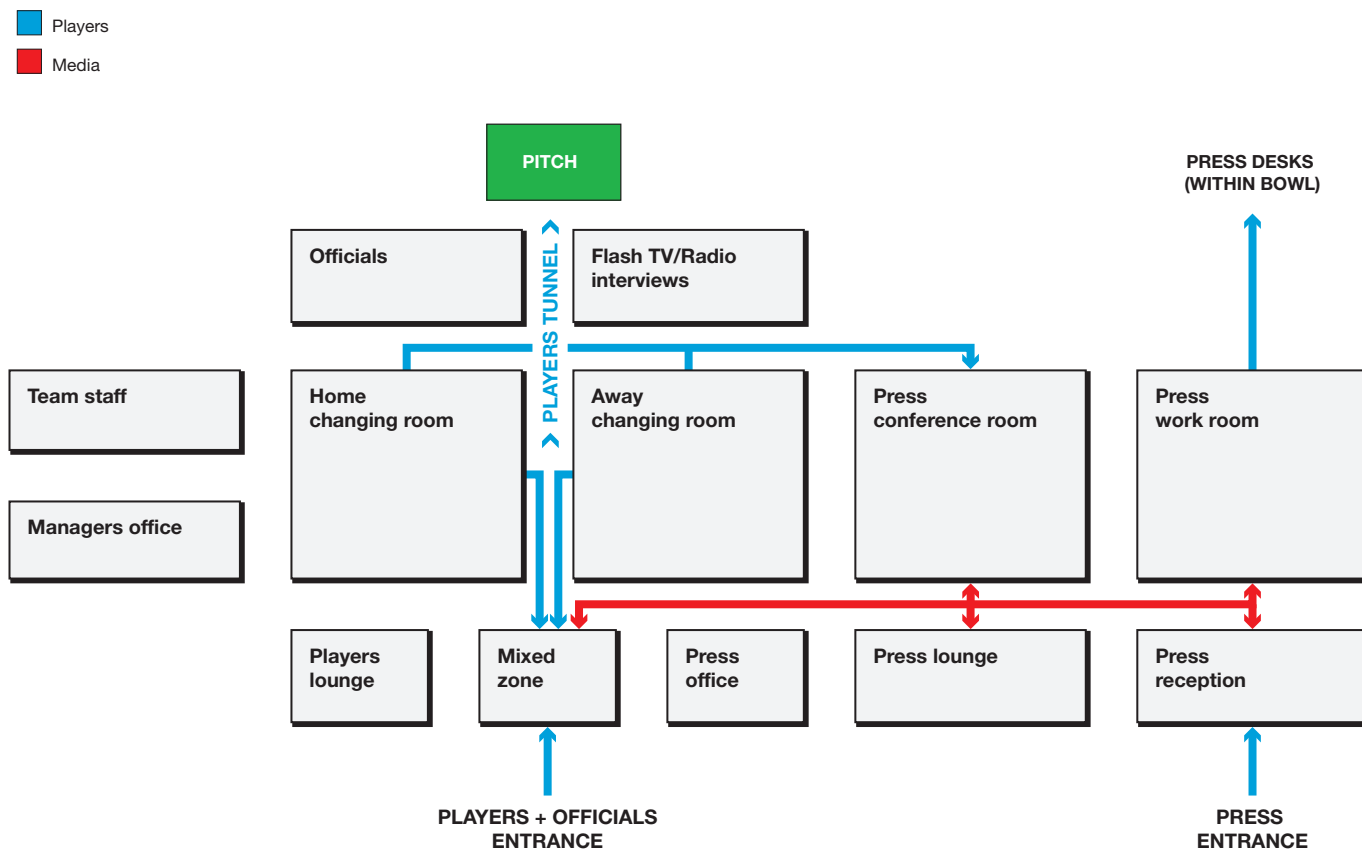 Players
Media
PITCH
PRESS DESKS
(WITHIN BOWL)
Officials
Flash TV/Radio
interviews
PLAYERS TUNNEL
Team staff
Home
changing room
Away
changing room
Press
conference room
Press
work room
Managers office
Players
lounge
Mixed
zone
Press
office
Press lounge
Press
reception
PLAYERS + OFFICIALS
ENTRANCE
PRESS
ENTRANCE